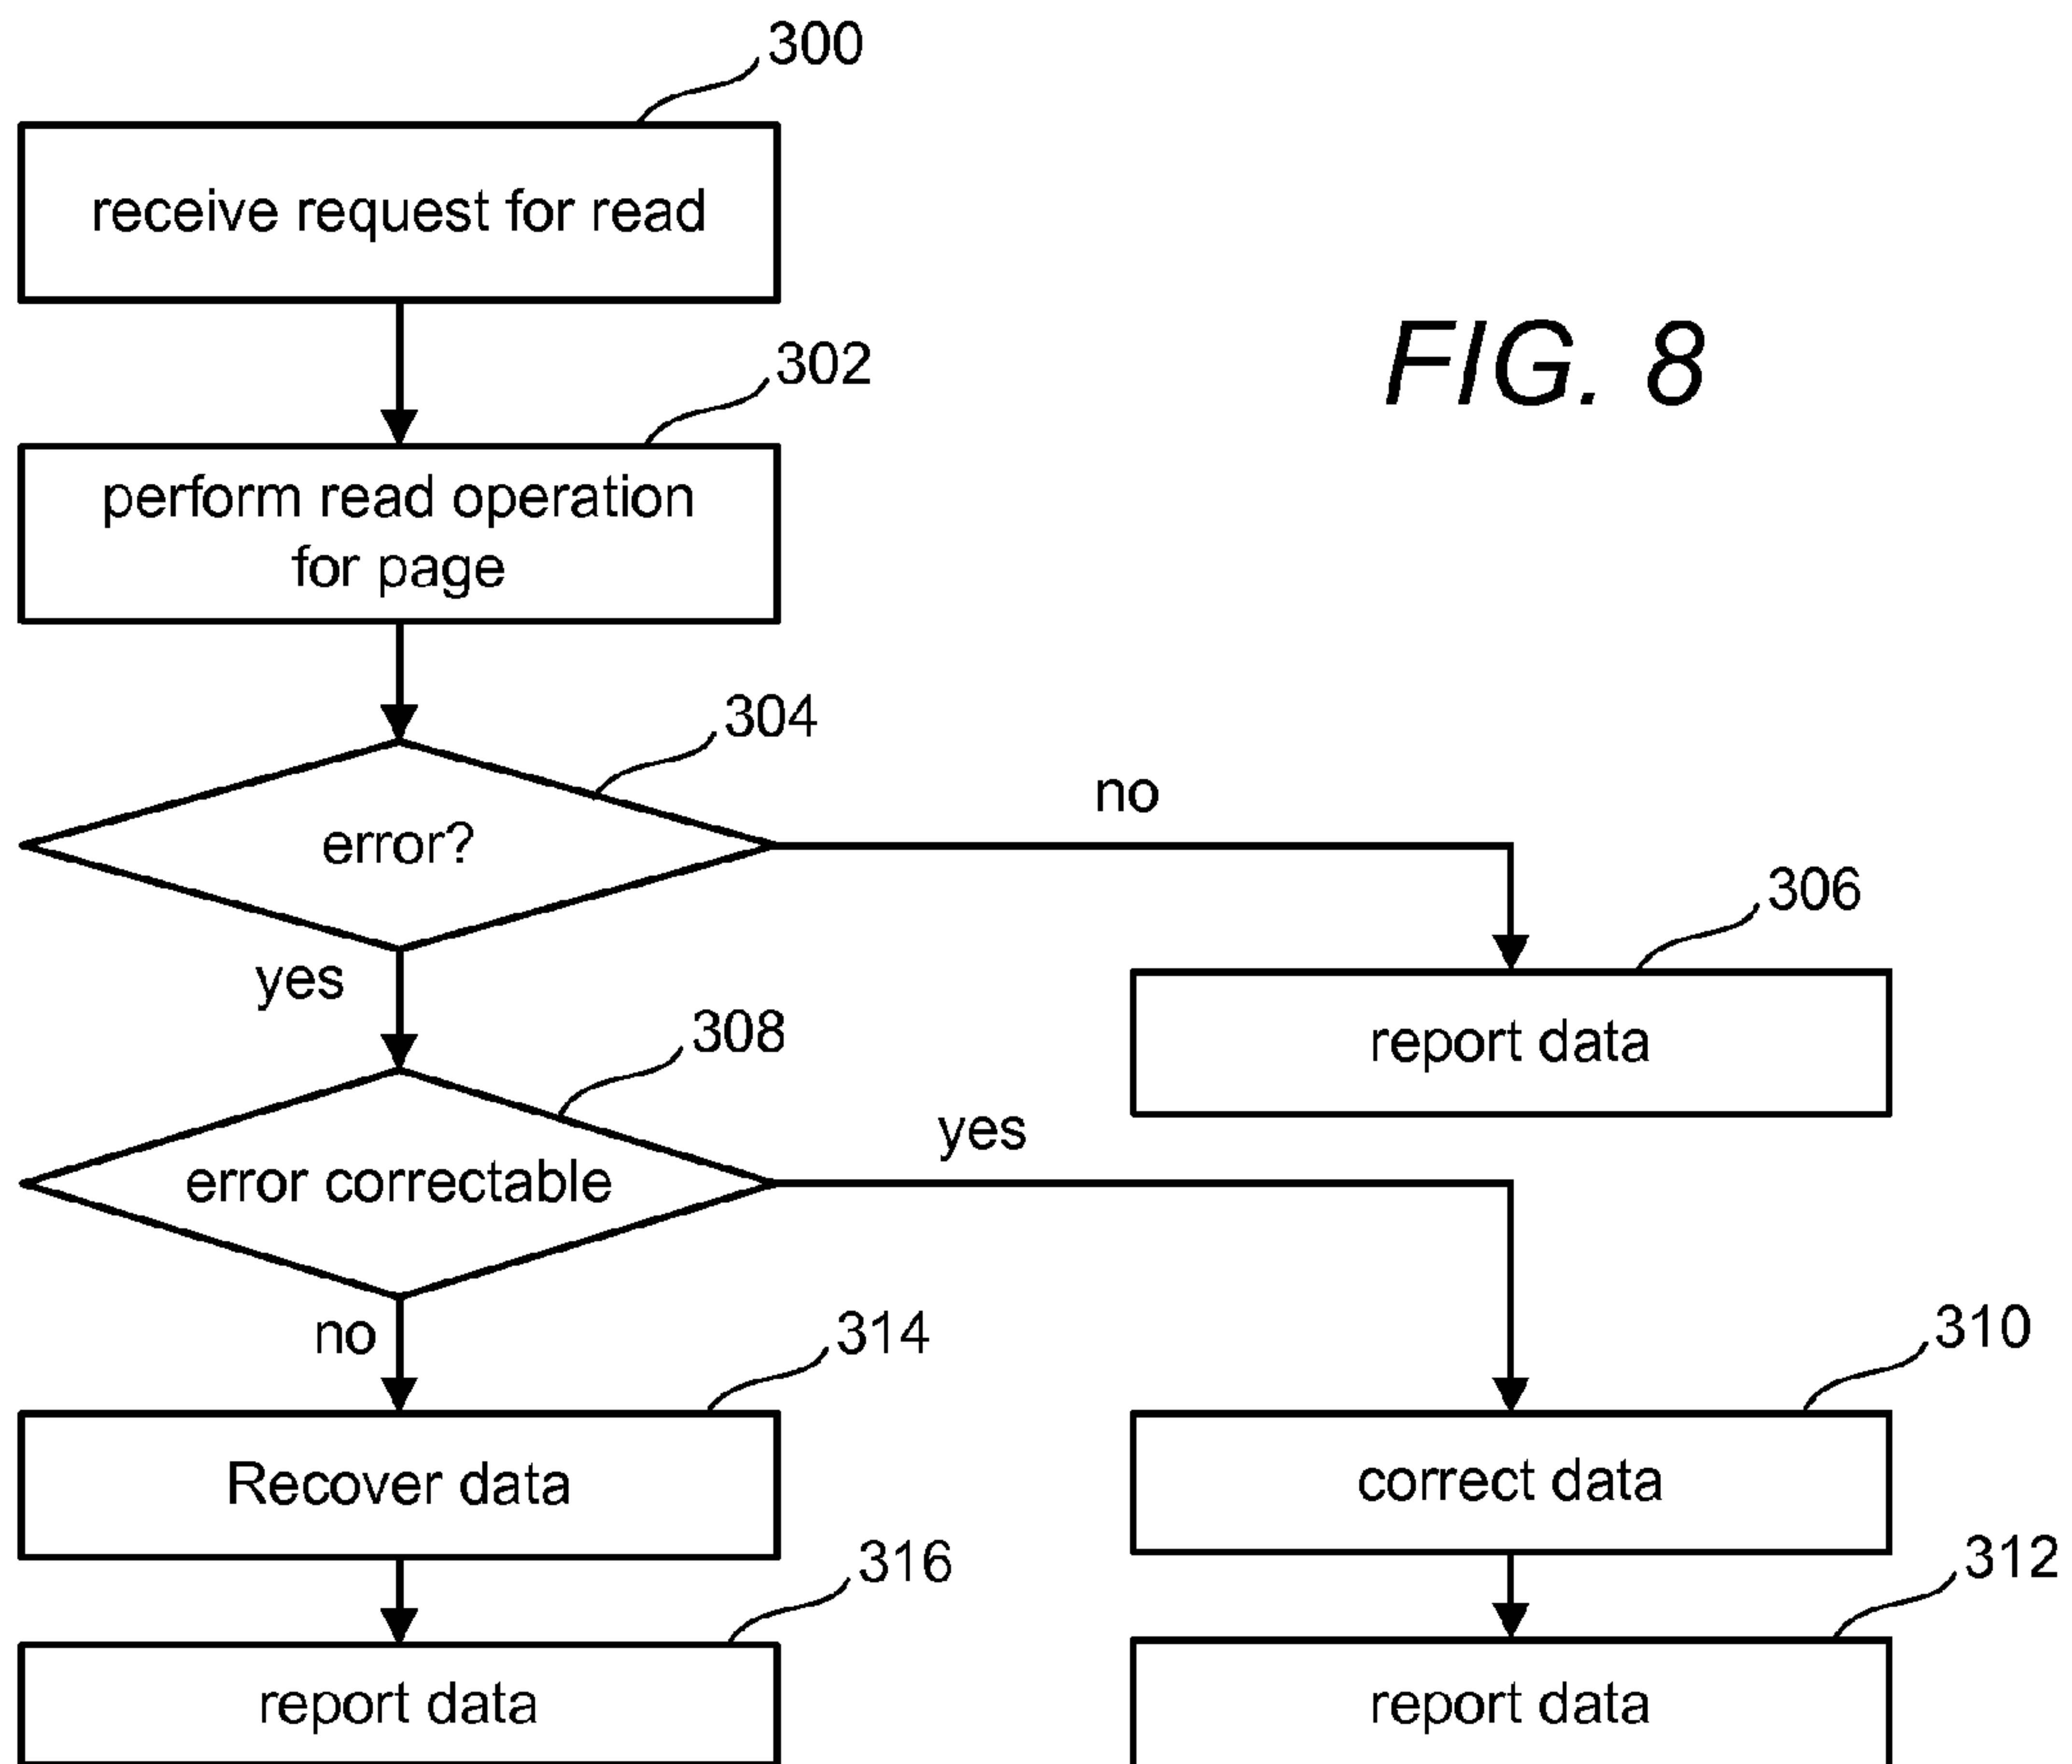 300
receive request for read
302
FIG. 8
perform read operation
for page
304
no
error?
306
yes
report data
308
yes
error correctable
no
314
310
Recover data
correct data
316
312
report data
report data